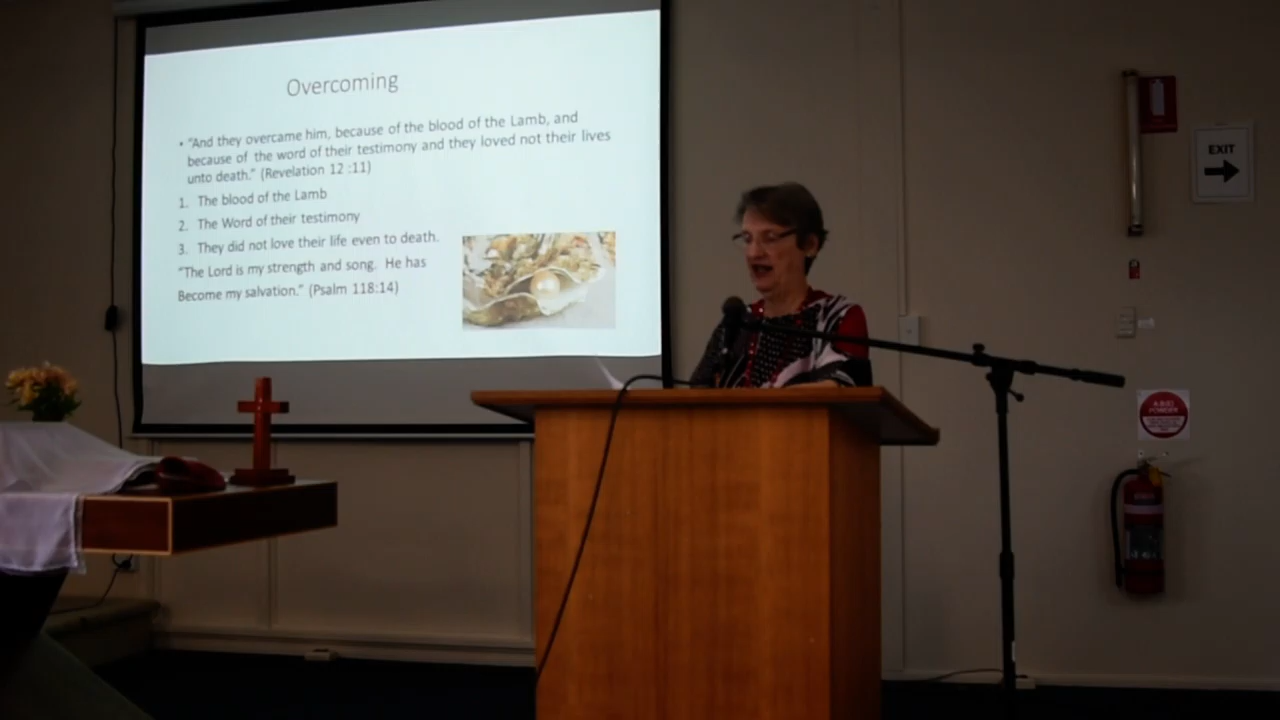 Overcoming
• "And they overcame him, because of the blood of the Lamb, and
because of the word of their testimony and they loved not their lives
unto death." (Revelation 12 :11)
1. The blood of the Lamb
2. The Word of their testimony
3. They did not love their life even to death.
"The Lord is my strength and song. He has
Become my salvation." (Psalm 118:14)
EXIT
POWDER